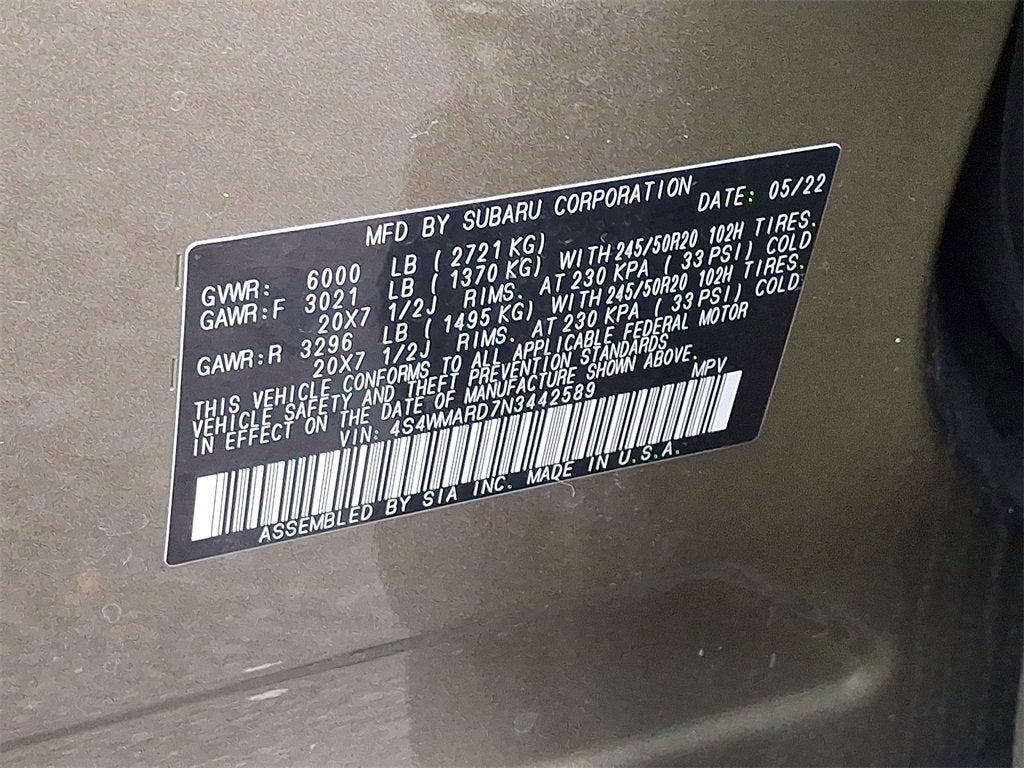 MFD BY SUBARU CORPORATION DATE: 05/22
GVWR: 6000 LB ( 2721 KG)
GAWR:F 3021 LB ( 1370 KG) WITH 245/50R20 102H TIRES.
20X7 1/2J RIMS. AT 230 KPA ( 33 PSI) COLD
GAWR:R 3296 LB ( 1495 KG) WITH 245/50R20 102H TIRES.
20X7 1/2J RIMS. AT 230 KPA ( 33 PSI) COLD.
THIS VEHICLE CONFORMS TO ALL APPLICABLE FEDERAL MOTOR
VEHICLE SAFETY AND THEFT PREVENTION STANDARDS
IN EFFECT ON THE DATE OF MANUFACTURE SHOWN ABOVE.
VIN: 4S4WMARD7N3442589 MPV
ASSEMBLED BY SIA INC. MADE IN U.S.A.